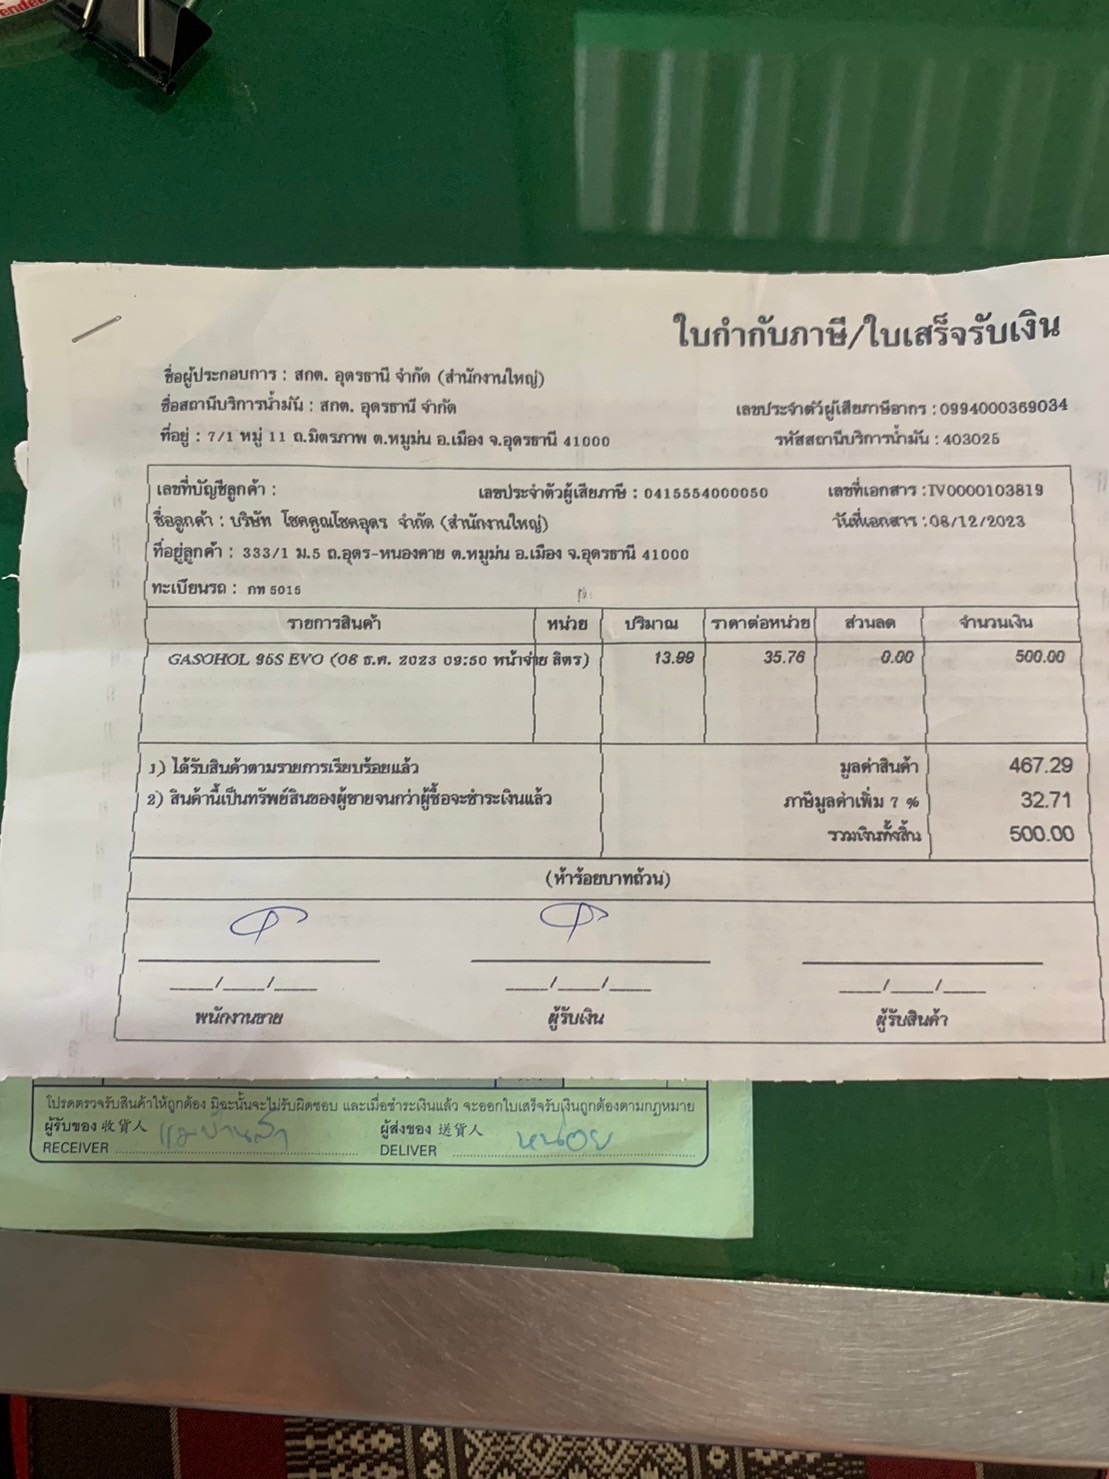 ใบกำกับภาษี/ใบเสร็จรับเงิน
ชื่อผู้ประกอบการ : สกต. อุดรธานี จำกัด (สำนักงานใหญ่)
ชื่อสถานีบริการน้ำมัน : สกต. อุดรธานี จำกัด เลขประจำตัวผู้เสียภาษีอากร : 0994000369034
ที่อยู่ : 7/1 หมู่ 11 ถ.มิตรภาพ ต.หมูม่น อ.เมือง จ.อุดรธานี 41000 รหัสสถานีบริการน้ำมัน : 403025
เลขที่บัญชีลูกค้า : เลขประจำตัวผู้เสียภาษี : 0415554000050 เลขที่เอกสาร : IV0000103819
ชื่อลูกค้า : บริษัท โชคคูณโชคอุดร จำกัด (สำนักงานใหญ่) วันที่เอกสาร : 08/12/2023
ที่อยู่ลูกค้า : 333/1 ม.5 ถ.อุดร-หนองคาย ต.หมูม่น อ.เมือง จ.อุดรธานี 41000
ทะเบียนรถ : กท 5015
รายการสินค้า หน่วย ปริมาณ ราคาต่อหน่วย ส่วนลด จำนวนเงิน
GASOHOL 95S EVO (08 ธ.ค. 2023 09:50 หน้าจ่าย ลิตร) 13.99 35.76 0.00 500.00
1) ได้รับสินค้าตามรายการเรียบร้อยแล้ว มูลค่าสินค้า 467.29
2) สินค้านี้เป็นทรัพย์สินของผู้ขายจนกว่าผู้ซื้อจะชำระเงินแล้ว ภาษีมูลค่าเพิ่ม 7 % 32.71
รวมเงินทั้งสิ้น 500.00
(ห้าร้อยบาทถ้วน)
____/____/____ ____/____/____ ____/____/____
พนักงานขาย ผู้รับเงิน ผู้รับสินค้า
โปรดตรวจรับสินค้าให้ถูกต้อง มิฉะนั้นจะไม่รับผิดชอบ และเมื่อชำระเงินแล้ว จะออกใบเสร็จรับเงินถูกต้องตามกฎหมาย
ผู้รับของ 收貨人 ผู้ส่งของ 送貨人 หน่อย
RECEIVER DELIVER